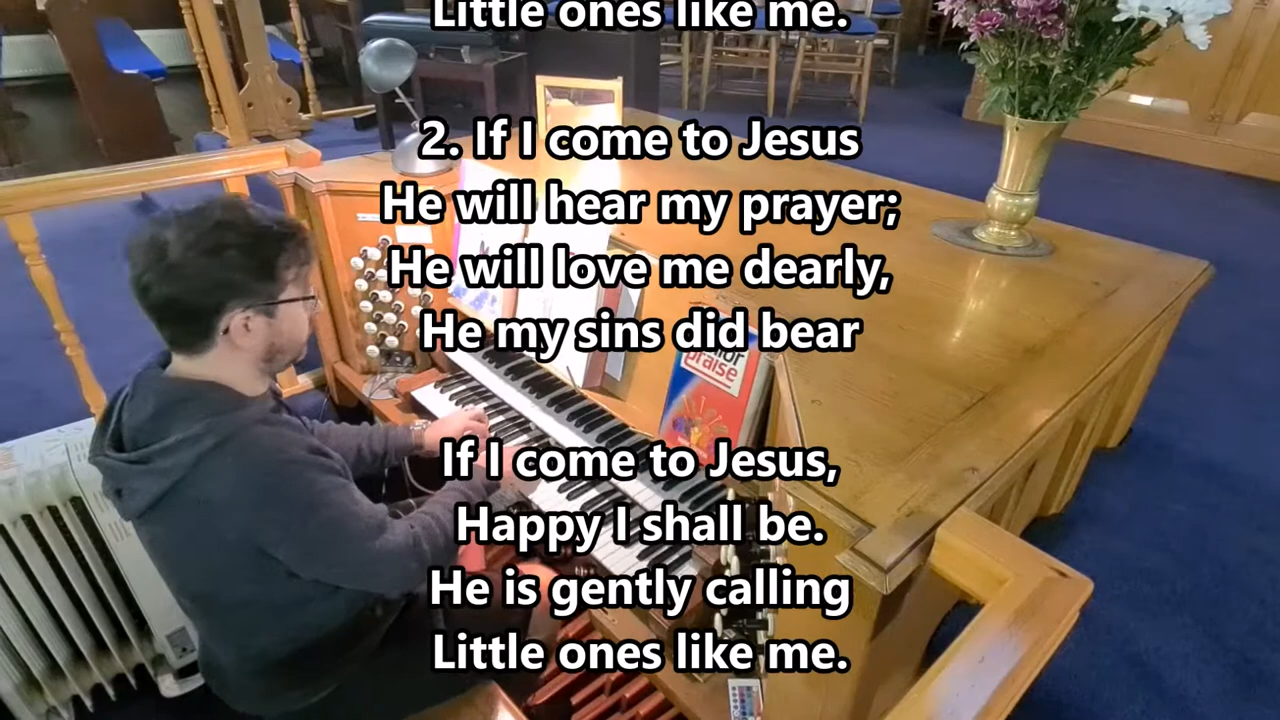 Little ones like me.
2. If I come to Jesus
He will hear my prayer;
He will love me dearly,
He my sins did bear
praise
If I come to Jesus,
Happy I shall be.
He is gently calling
Little ones like me.